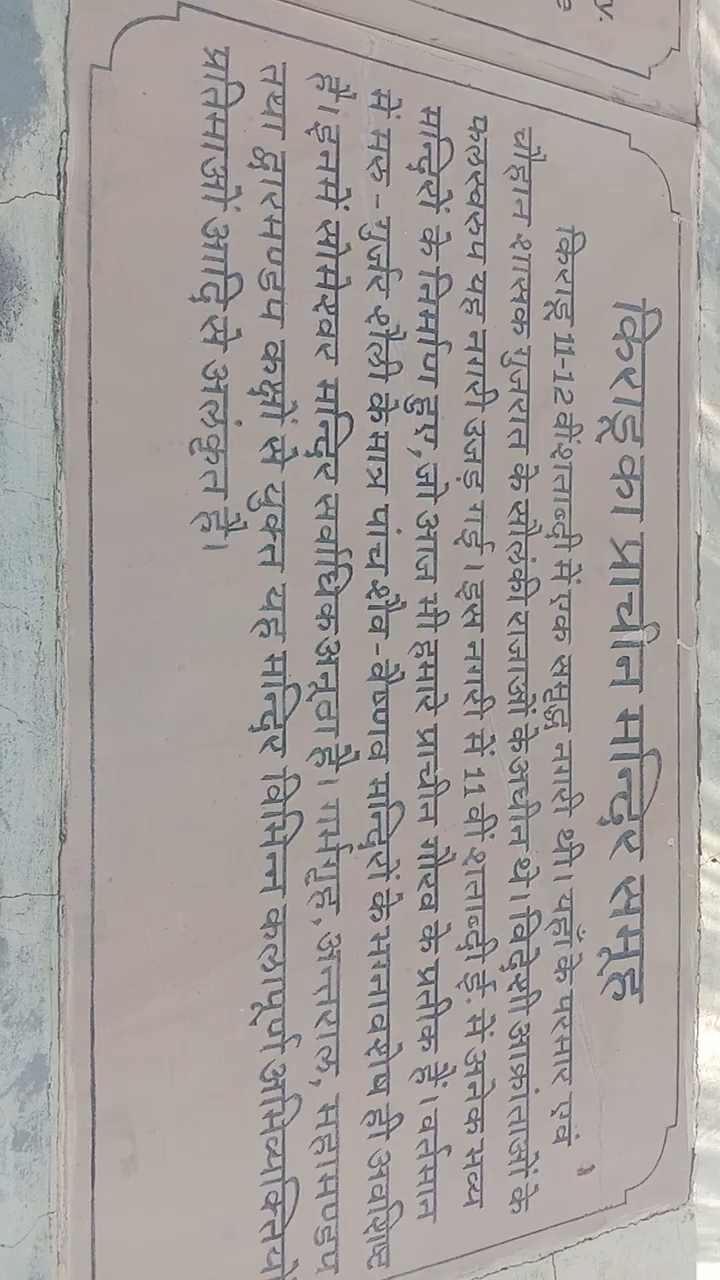 किराडू का प्राचीन मन्दिर समूह
किराडू 11-12 वीं शताब्दी में एक समृद्ध नगरी थी। यहाँ के परमार एवं
चौहान शासक गुजरात के सोलंकी राजाओं के अधीन थे। विदेशी आक्रांताओं के
फलस्वरुप यह नगरी उजड़ गई। इस नगरी में 11 वीं शताब्दी ई. में अनेक भव्य
मन्दिरों के निर्माण हुए, जो आज भी हमारे प्राचीन गौरव के प्रतीक हैं। वर्तमान
में मरु - गुर्जर शैली के मात्र पांच शैव - वैष्णव मन्दिरों के भग्नावशेष ही अवशिष्ट
हैं। इनमें सोमेश्वर मन्दिर सर्वाधिक अनूठा है। गर्भगृह, अन्तराल, महामण्डप
तथा द्वारमण्डप कक्षों से युक्त यह मन्दिर विभिन्न कलापूर्ण अभिव्यक्तियों
प्रतिमाओं आदि से अलंकृत है।